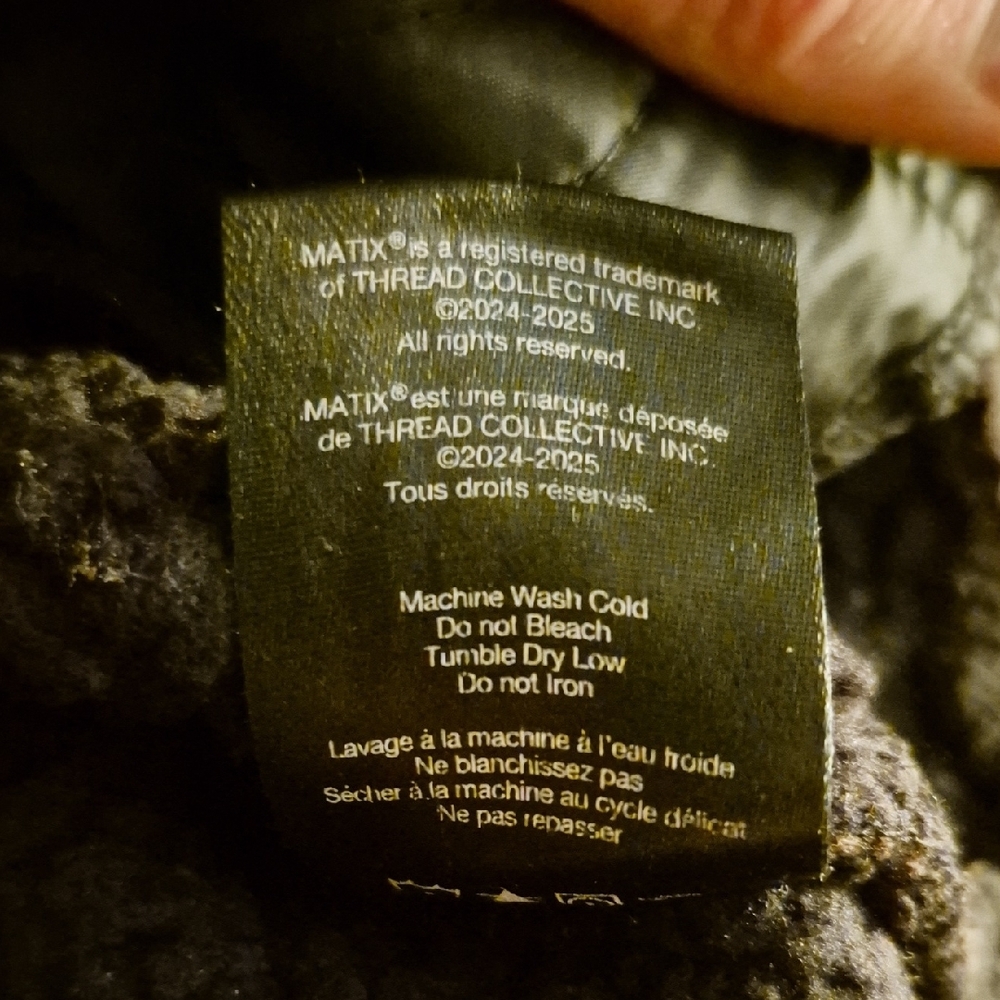 MATIX® is a registered trademark
of THREAD COLLECTIVE INC.
©2024-2025
All rights reserved.
MATIX® est une marque déposée
de THREAD COLLECTIVE INC.
©2024-2025
Tous droits réservés.
Machine Wash Cold
Do not Bleach
Tumble Dry Low
Do not Iron
Lavage à la machine à l'eau froide
Ne blanchissez pas
Sécher à la machine au cycle délicat
Ne pas repasser